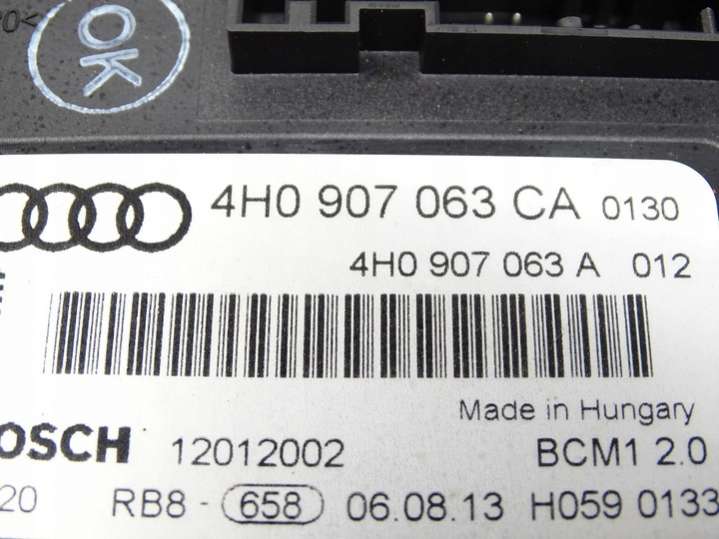 OK
4H0 907 063 CA 0130
4H0 907 063 A 012
Made in Hungary
OSCH 12012002 BCM1 2.0
20 RB8 - 658 06.08.13 H059 0133